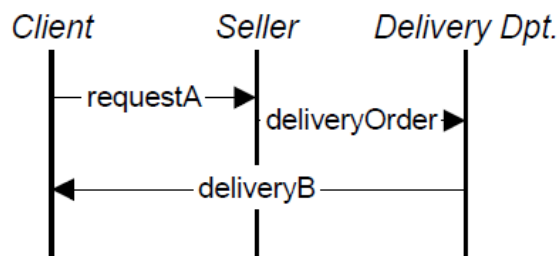 Client Seller Delivery Dpt.
requestA
deliveryOrder
deliveryB